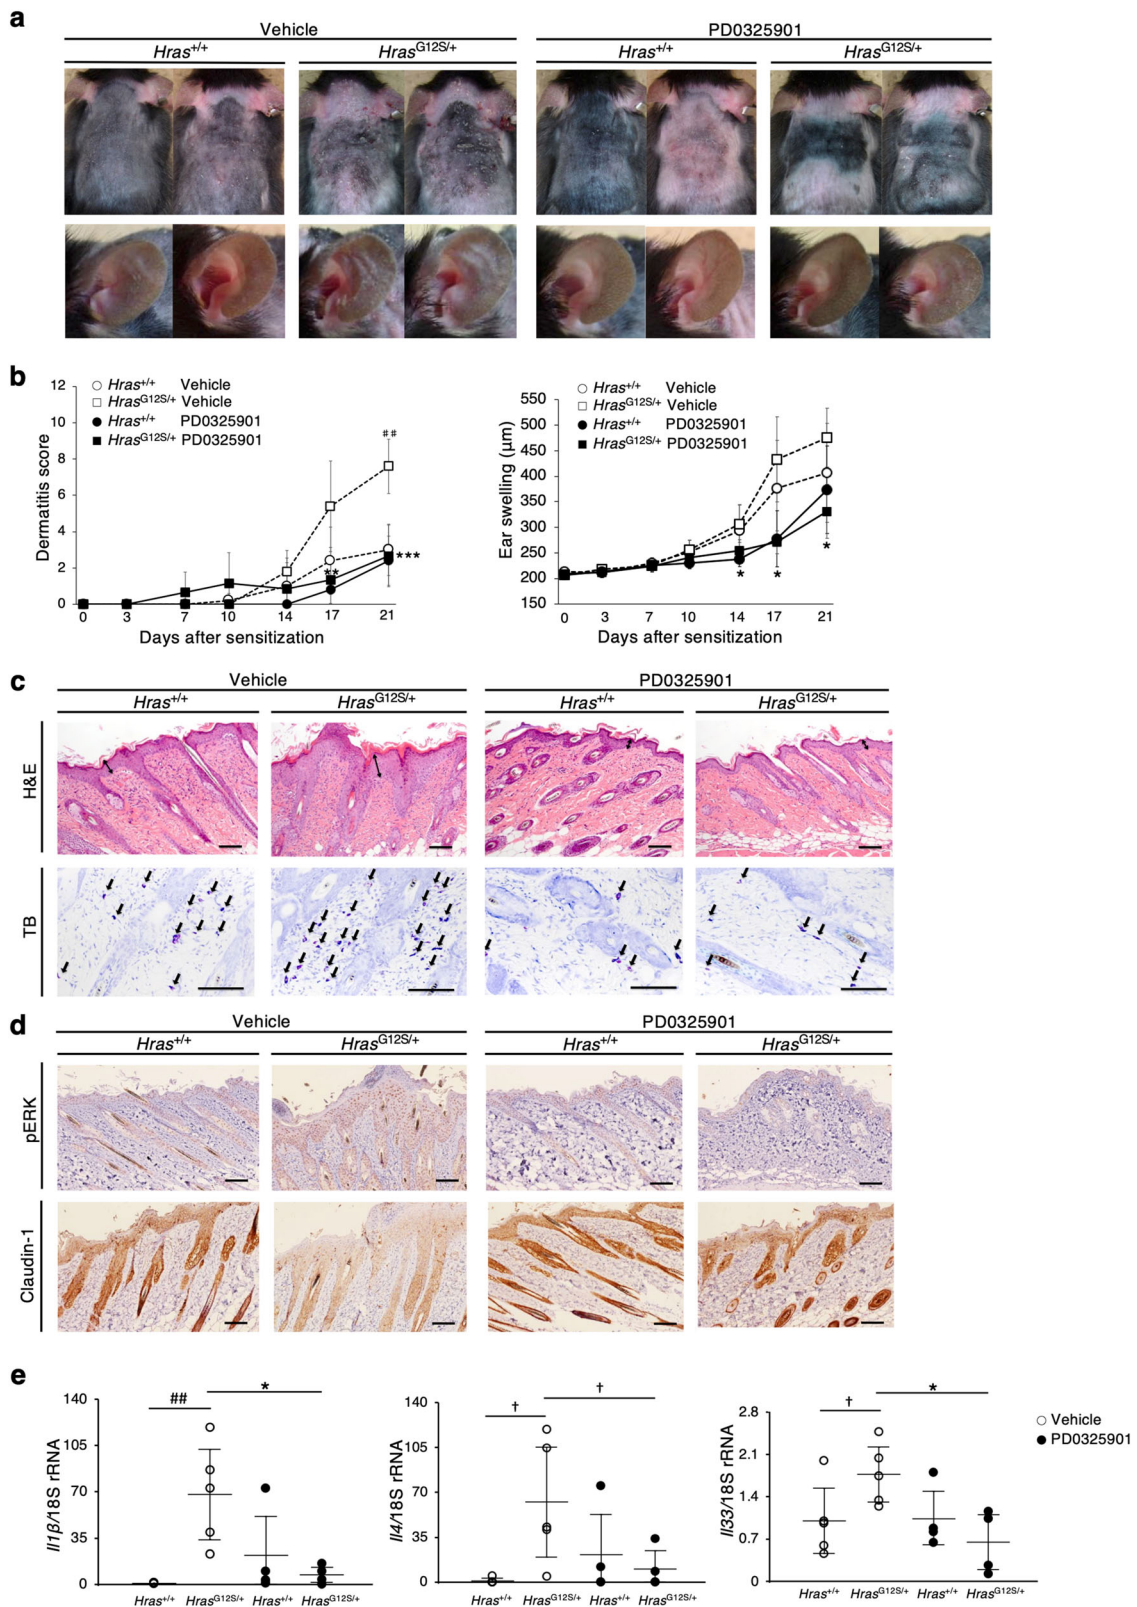 a
Vehicle PD0325901
Hras+/+ HrasG12S/+ Hras+/+ HrasG12S/+
b
Dermatitis score
12
10
8
6
4
2
0
Hras+/+ Vehicle
HrasG12S/+ Vehicle
Hras+/+ PD0325901
HrasG12S/+ PD0325901
##
**
***
0 3 7 10 14 17 21
Days after sensitization
Ear swelling (μm)
550
500
450
400
350
300
250
200
150
Hras+/+ Vehicle
HrasG12S/+ Vehicle
Hras+/+ PD0325901
HrasG12S/+ PD0325901
* * *
0 3 7 10 14 17 21
Days after sensitization
c
Vehicle PD0325901
Hras+/+ HrasG12S/+ Hras+/+ HrasG12S/+
H&E
TB
d
Vehicle PD0325901
Hras+/+ HrasG12S/+ Hras+/+ HrasG12S/+
pERK
Claudin-1
e
Il1β/18S rRNA
140
105
70
35
0
## *
Hras+/+ HrasG12S/+ Hras+/+ HrasG12S/+
Il4/18S rRNA
140
105
70
35
0
† †
Hras+/+ HrasG12S/+ Hras+/+ HrasG12S/+
Il33/18S rRNA
2.8
2.1
1.4
0.7
0
† *
Hras+/+ HrasG12S/+ Hras+/+ HrasG12S/+
Vehicle
PD0325901